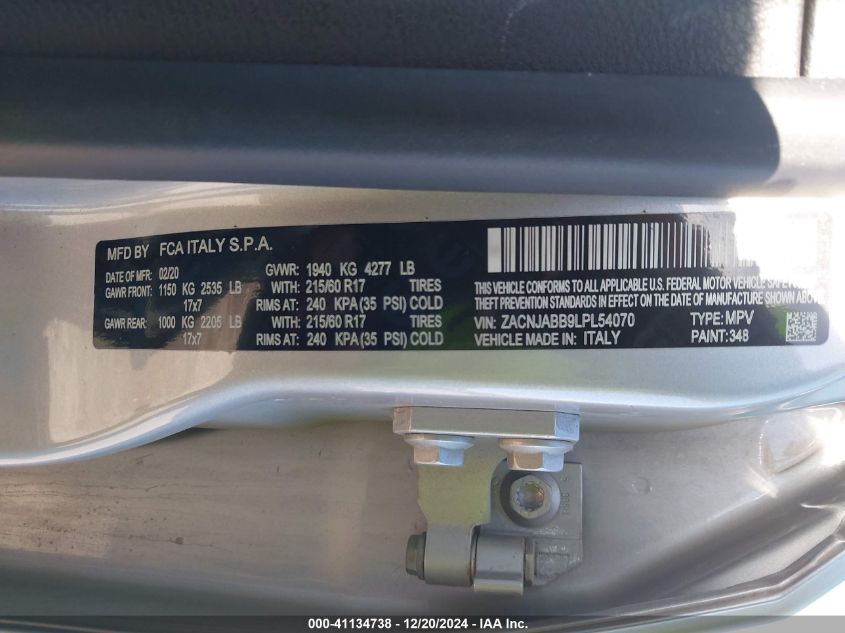 MFD BY FCA ITALY S.P.A.
DATE OF MFR: 02/20 GVWR: 1940 KG 4277 LB
GAWR FRONT: 1150 KG 2535 LB WITH: 215/60 R17 TIRES
17x7 RIMS AT: 240 KPA (35 PSI) COLD
GAWR REAR: 1000 KG 2205 LB WITH: 215/60 R17 TIRES
17x7 RIMS AT: 240 KPA (35 PSI) COLD
THIS VEHICLE CONFORMS TO ALL APPLICABLE U.S. FEDERAL MOTOR VEHICLE
THEFT PREVENTION STANDARDS IN EFFECT ON THE DATE OF MANUFACTURE SHOWN ABOVE.
VIN: ZACNJABB9LPL54070 TYPE: MPV
VEHICLE MADE IN: ITALY PAINT: 348
000-41134738 - 12/20/2024 - IAA Inc.